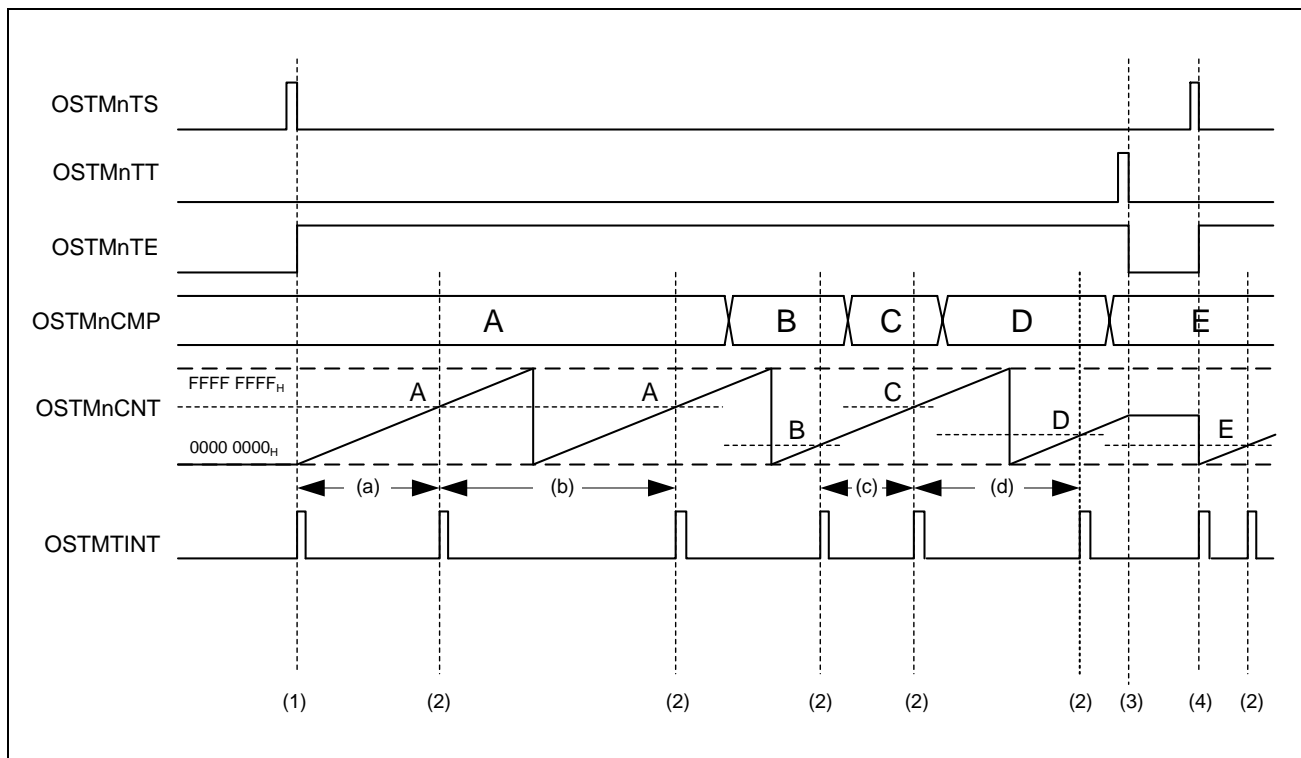 OSTMnTS
OSTMnTT
OSTMnTE
OSTMnCMP
A B C D E
OSTMnCNT
FFFF FFFFH
0000 0000H
A A B C D E
(a) (b) (c) (d)
OSTMTINT
(1) (2) (2) (2) (2) (2) (3) (4) (2)